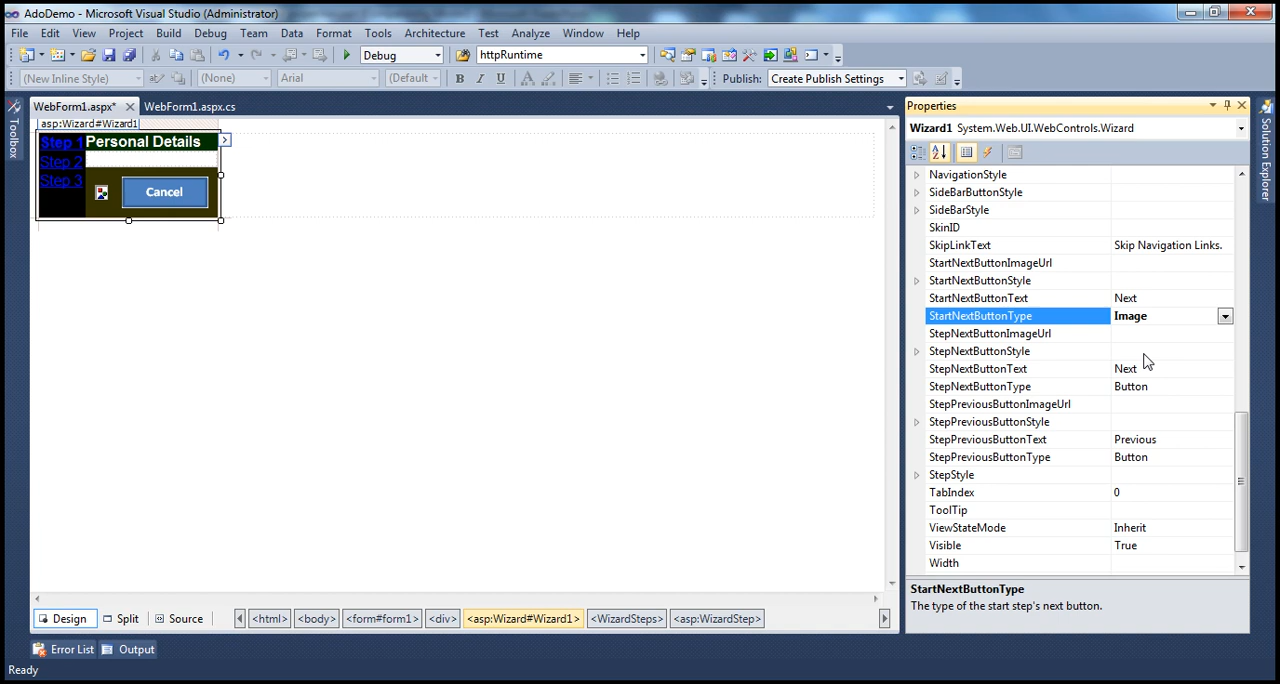 AdoDemo - Microsoft Visual Studio (Administrator)
File Edit View Project Build Debug Team Data Format Tools Architecture Test Analyze Window Help
Debug httpRuntime
(New Inline Style) (None) Arial (Default B I U A Publish: Create Publish Settings
WebForm1.aspx* WebForm1.aspx.cs
Toolbox
asp:Wizard#Wizard1
Step 1 Personal Details
Step 2
Step 3
Cancel
Properties
Wizard1 System.Web.UI.WebControls.Wizard
NavigationStyle
SideBarButtonStyle
SideBarStyle
SkinID
SkipLinkText Skip Navigation Links.
StartNextButtonImageUrl
StartNextButtonStyle
StartNextButtonText Next
StartNextButtonType Image
StepNextButtonImageUrl
StepNextButtonStyle
StepNextButtonText Next
StepNextButtonType Button
StepPreviousButtonImageUrl
StepPreviousButtonStyle
StepPreviousButtonText Previous
StepPreviousButtonType Button
StepStyle
TabIndex 0
ToolTip
ViewStateMode Inherit
Visible True
Width
StartNextButtonType
The type of the start step's next button.
Solution Explorer
Design Split Source <html> <body> <form#form1> <div> <asp:Wizard#Wizard1> <WizardSteps> <asp:WizardStep>
Error List Output
Ready